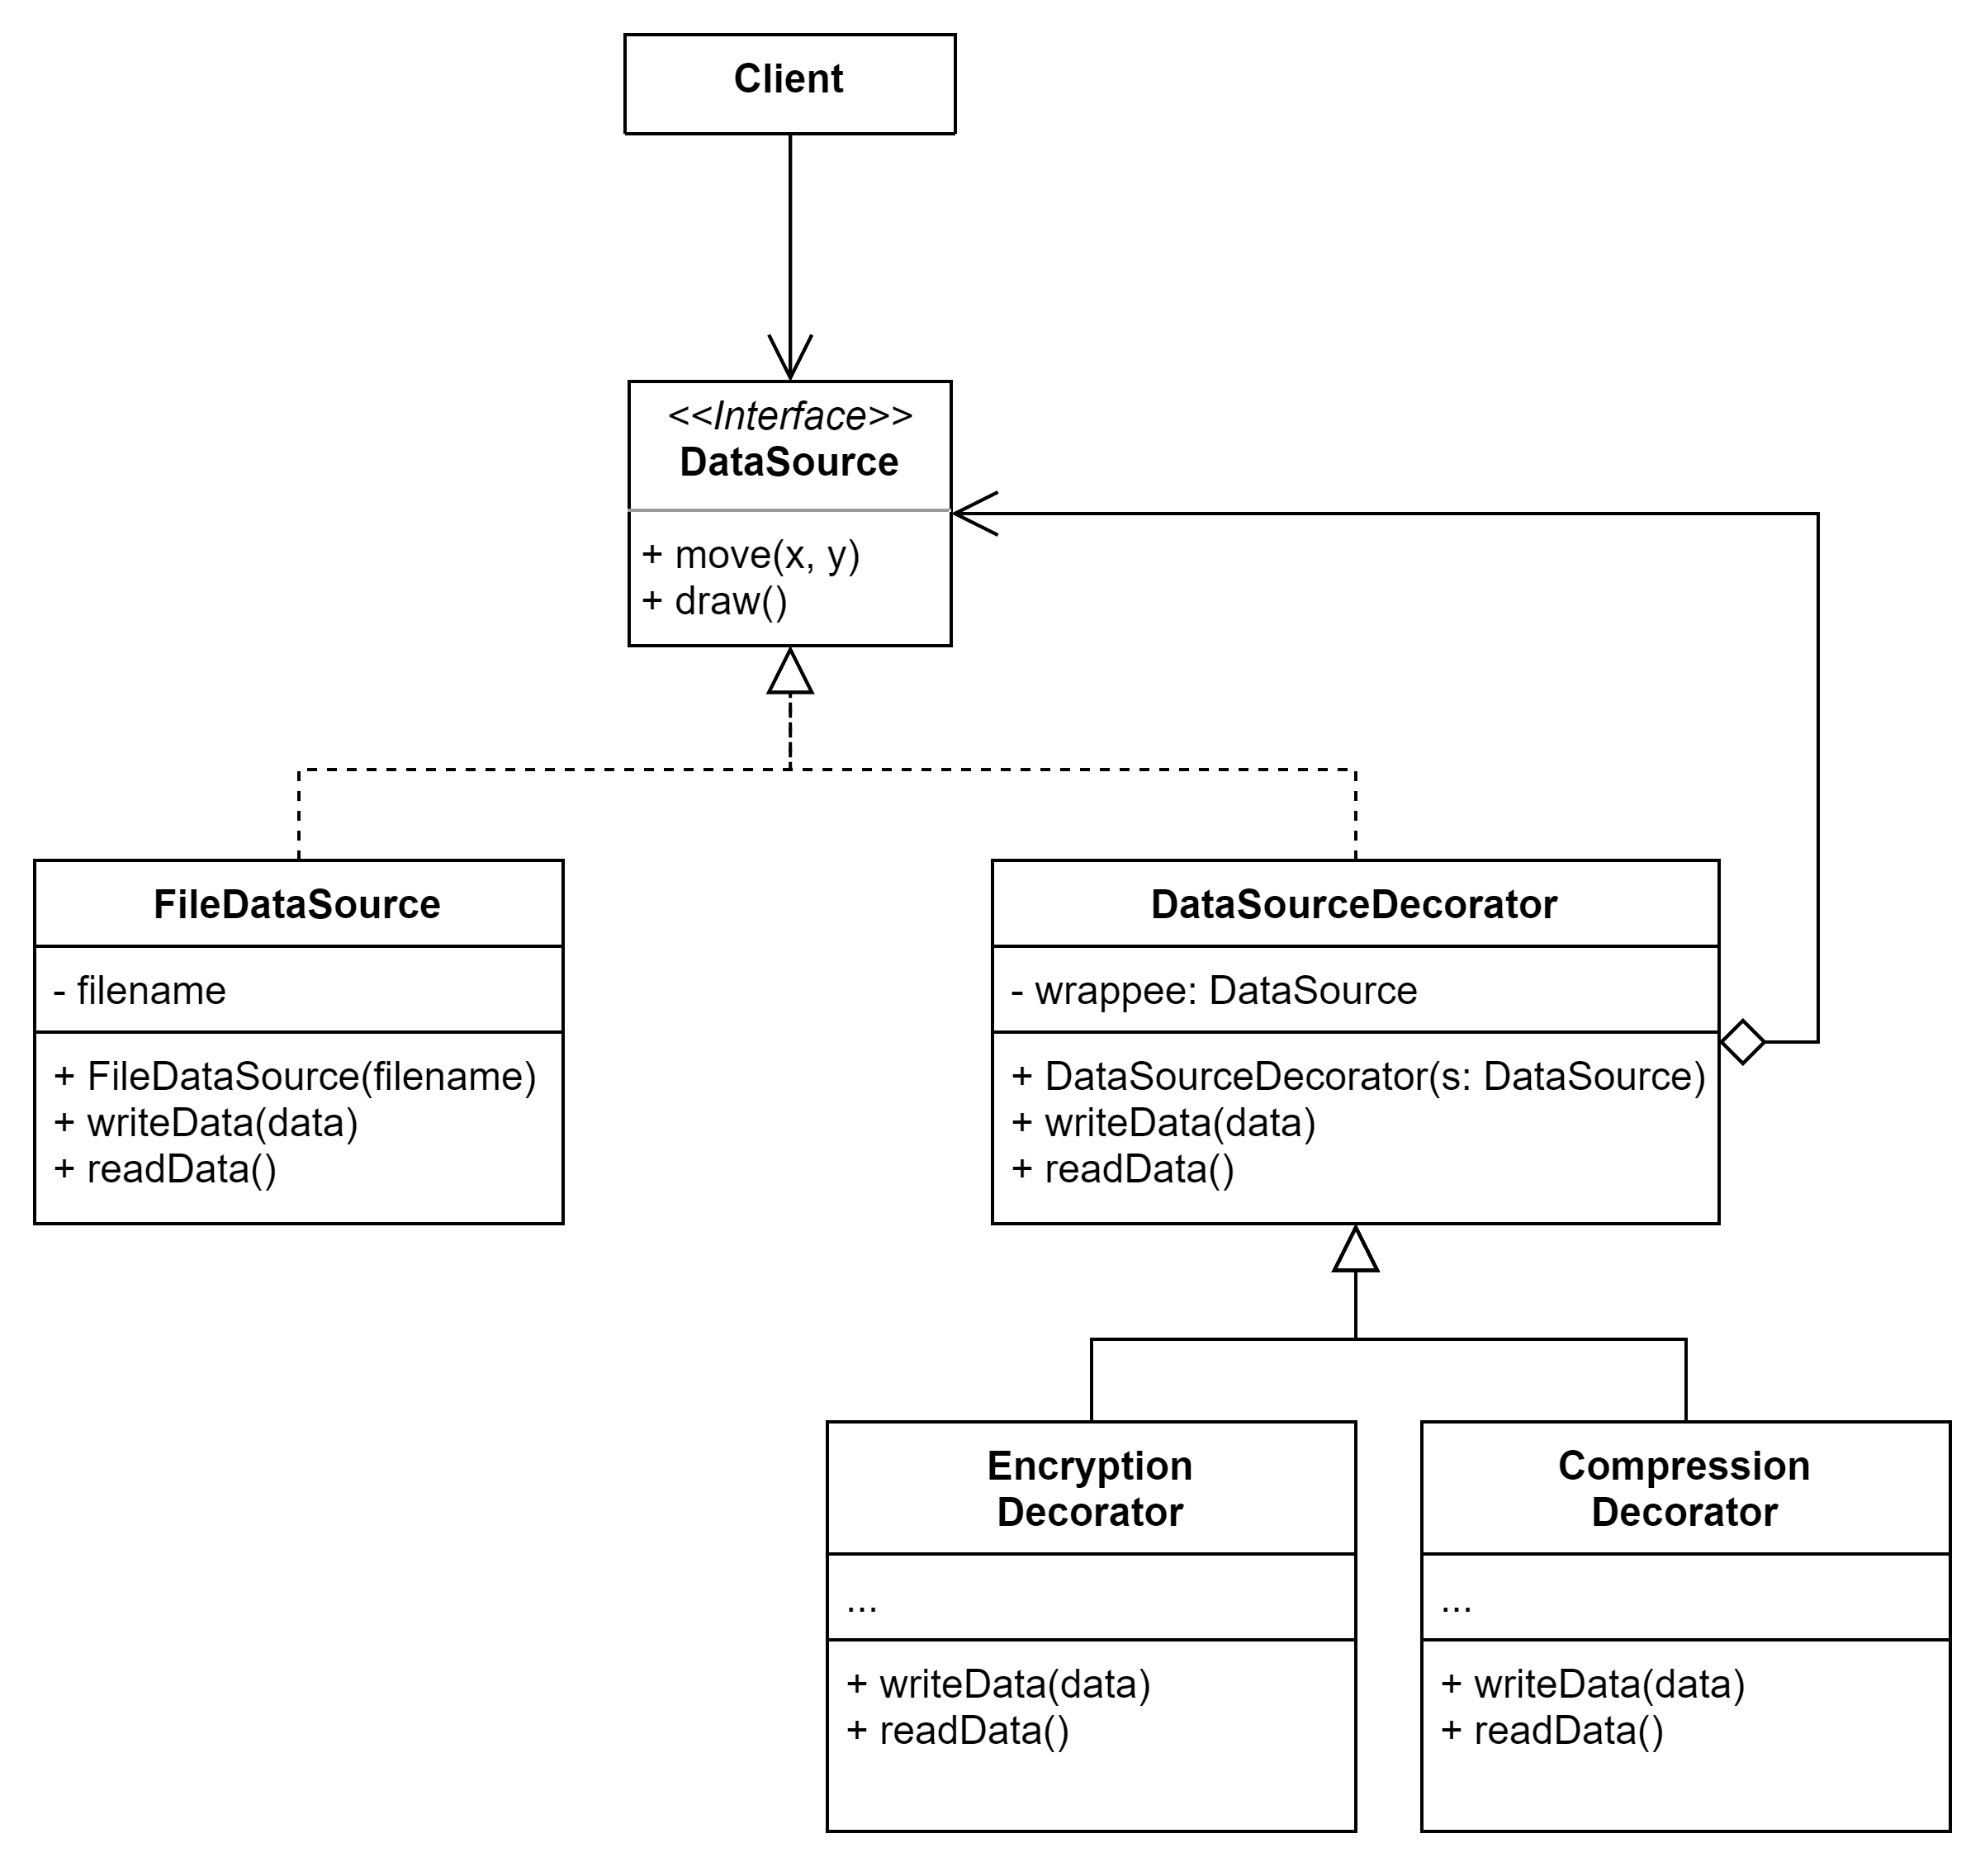 Client
<<Interface>>
DataSource
+ move(x, y)
+ draw()
FileDataSource
- filename
+ FileDataSource(filename)
+ writeData(data)
+ readData()
DataSourceDecorator
- wrappee: DataSource
+ DataSourceDecorator(s: DataSource)
+ writeData(data)
+ readData()
Encryption
Decorator
...
+ writeData(data)
+ readData()
Compression
Decorator
...
+ writeData(data)
+ readData()